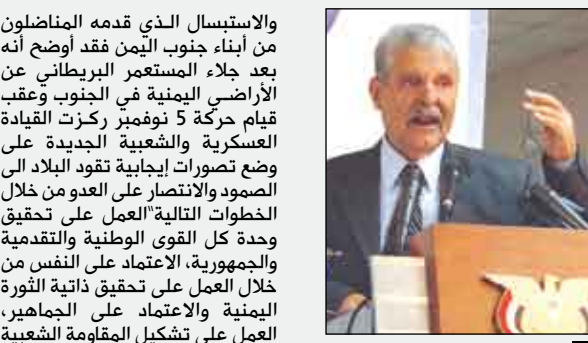 والاستبسال الـذي قدمه المناضلون
من أبناء جنوب اليمن فقد أوضح أنه
بعد جلاء المستعمر البريطاني عن
الأراضـي اليمنية في الجنوب وعقب
قيام حركة 5 نوفمبر ركـزت القيادة
العسكرية والشعبية الجديدة على
وضع تصورات إيجابية تقود البلاد الى
الصمود والانتصار على العدو من خلال
الخطوات التالية"العمل على تحقيق
وحدة كل القوى الوطنية والتقدمية
والجمهورية، الاعتماد على النفس من
خلال العمل على تحقيق ذاتية الثورة
اليمنية والاعتماد على الجماهير،
العمل على تشكيل المقاومة الشعبية